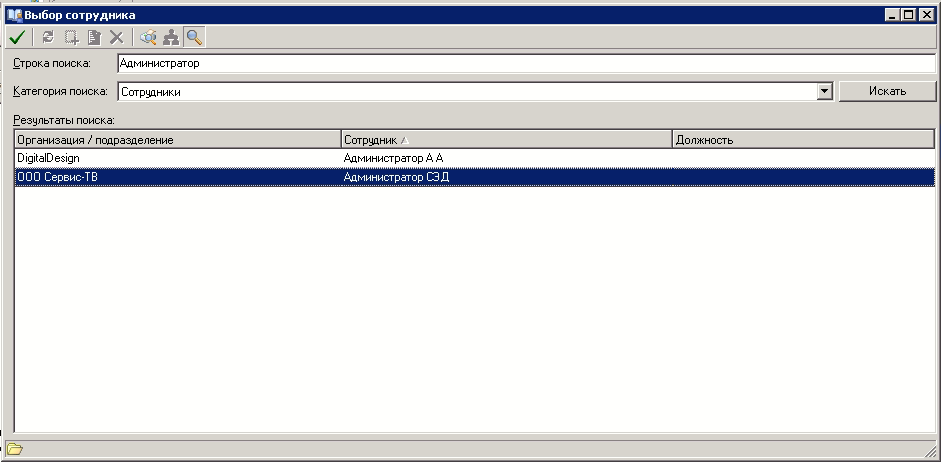 Выбор сотрудника
Строка поиска: Администратор
Категория поиска: Сотрудники Искать
Результаты поиска:
Организация / подразделение Сотрудник Должность
DigitalDesign Администратор А А
ООО Сервис-ТВ Администратор СЭД